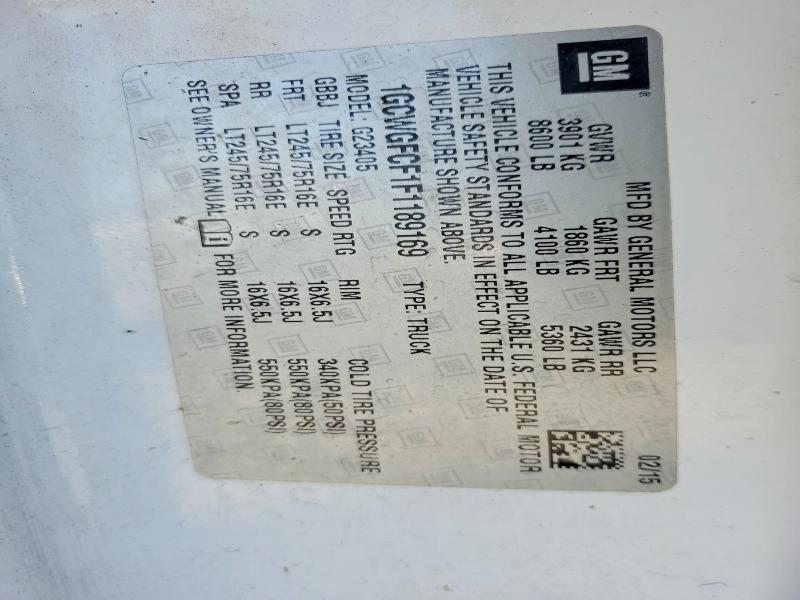 GM
®
MFD BY GENERAL MOTORS LLC 02/15
GVWR GAWR FRT GAWR RR
3901 KG 1860 KG 2431 KG
8600 LB 4100 LB 5360 LB
THIS VEHICLE CONFORMS TO ALL APPLICABLE U.S. FEDERAL MOTOR
VEHICLE SAFETY STANDARDS IN EFFECT ON THE DATE OF
MANUFACTURE SHOWN ABOVE.
1GCWGFCF1F1189169 TYPE: TRUCK
MODEL: G23405
GBBJ TIRE SIZE SPEED RTG RIM COLD TIRE PRESSURE
FRT LT245/75R16E S 16X6.5J 340KPA(50PSI)
RR LT245/75R16E S 16X6.5J 550KPA(80PSI)
SPA LT245/75R16E S 16X6.5J 550KPA(80PSI)
SEE OWNER'S MANUAL i FOR MORE INFORMATION.